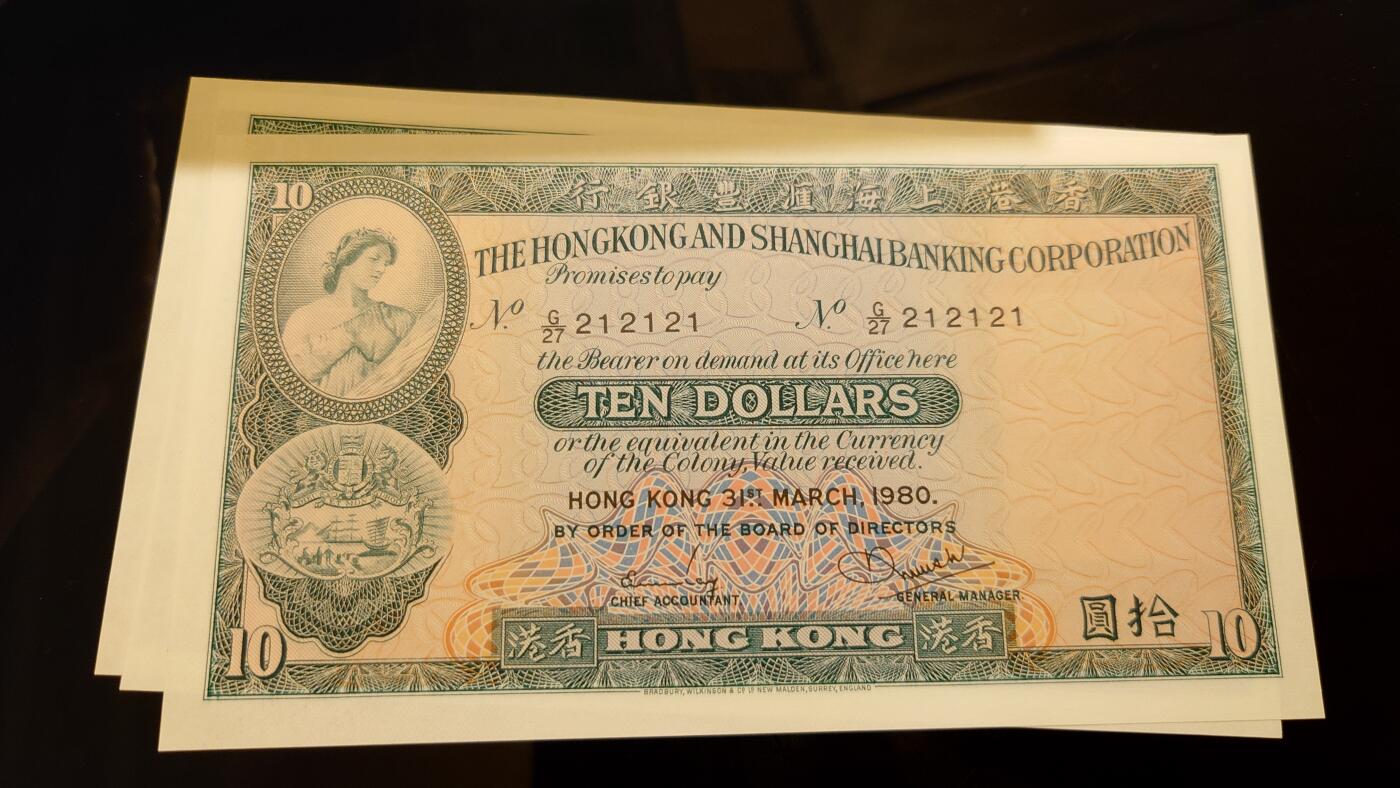 10
行銀豐滙海上港香
THE HONGKONG AND SHANGHAI BANKING CORPORATION
Promises to pay
No. G/27 212121 No. G/27 212121
the Bearer on demand at its Office here
TEN DOLLARS
or the equivalent in the Currency
of the Colony, Value received.
HONG KONG 31ST MARCH, 1980.
BY ORDER OF THE BOARD OF DIRECTORS
CHIEF ACCOUNTANT GENERAL MANAGER
圓拾
10 港香 HONG KONG 港香 10
BRADBURY, WILKINSON & Co. Ld. NEW MALDEN, SURREY, ENGLAND